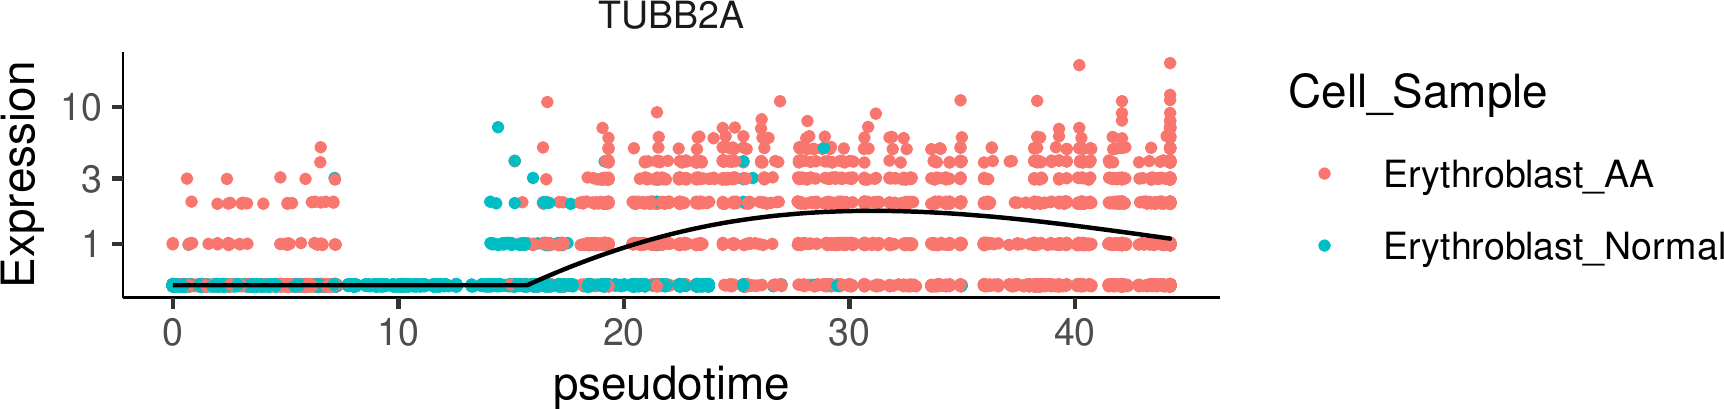 TUBB2A
Expression
10
3
1
0 10 20 30 40
pseudotime
Cell_Sample
Erythroblast_AA
Erythroblast_Normal